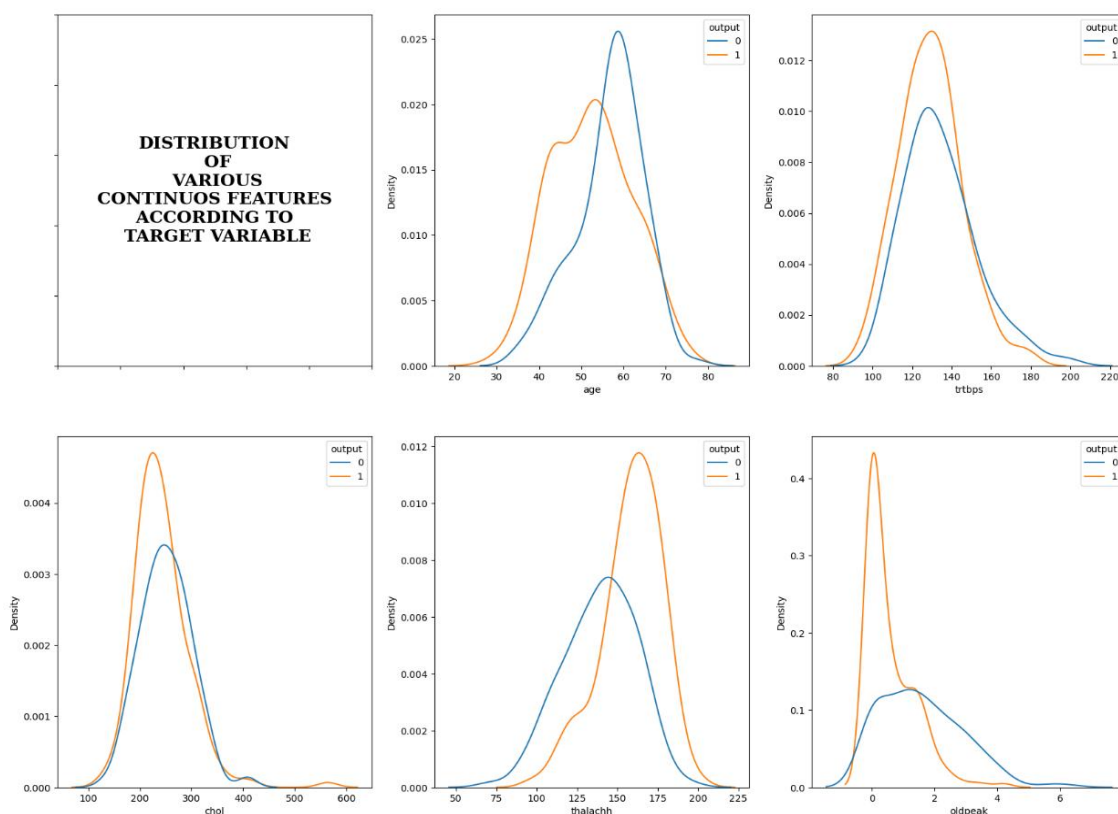 DISTRIBUTION
OF
VARIOUS
CONTINUOS FEATURES
ACCORDING TO
TARGET VARIABLE
output
0
1
0.025
0.020
0.015
0.010
0.005
0.000
Density
20 30 40 50 60 70 80
age
output
0
1
0.012
0.010
0.008
0.006
0.004
0.002
0.000
Density
80 100 120 140 160 180 200 220
trtbps
output
0
1
0.004
0.003
0.002
0.001
0.000
Density
100 200 300 400 500 600
chol
output
0
1
0.012
0.010
0.008
0.006
0.004
0.002
0.000
Density
50 75 100 125 150 175 200 225
thalachh
output
0
1
0.4
0.3
0.2
0.1
0.0
Density
0 2 4 6
oldpeak